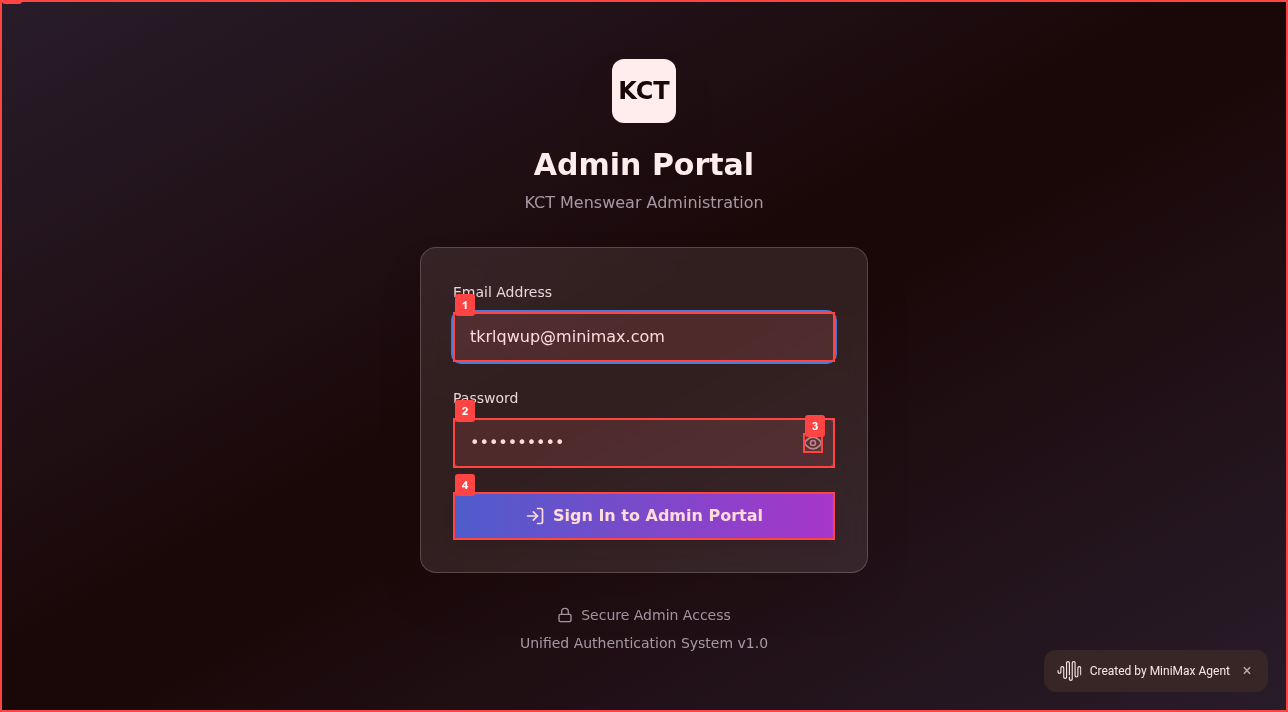 KCT
Admin Portal
KCT Menswear Administration
Email Address
1
tkrlqwup@minimax.com
Password
2
3
••••••••••
4
Sign In to Admin Portal
Secure Admin Access
Unified Authentication System v1.0
Created by MiniMax Agent ×